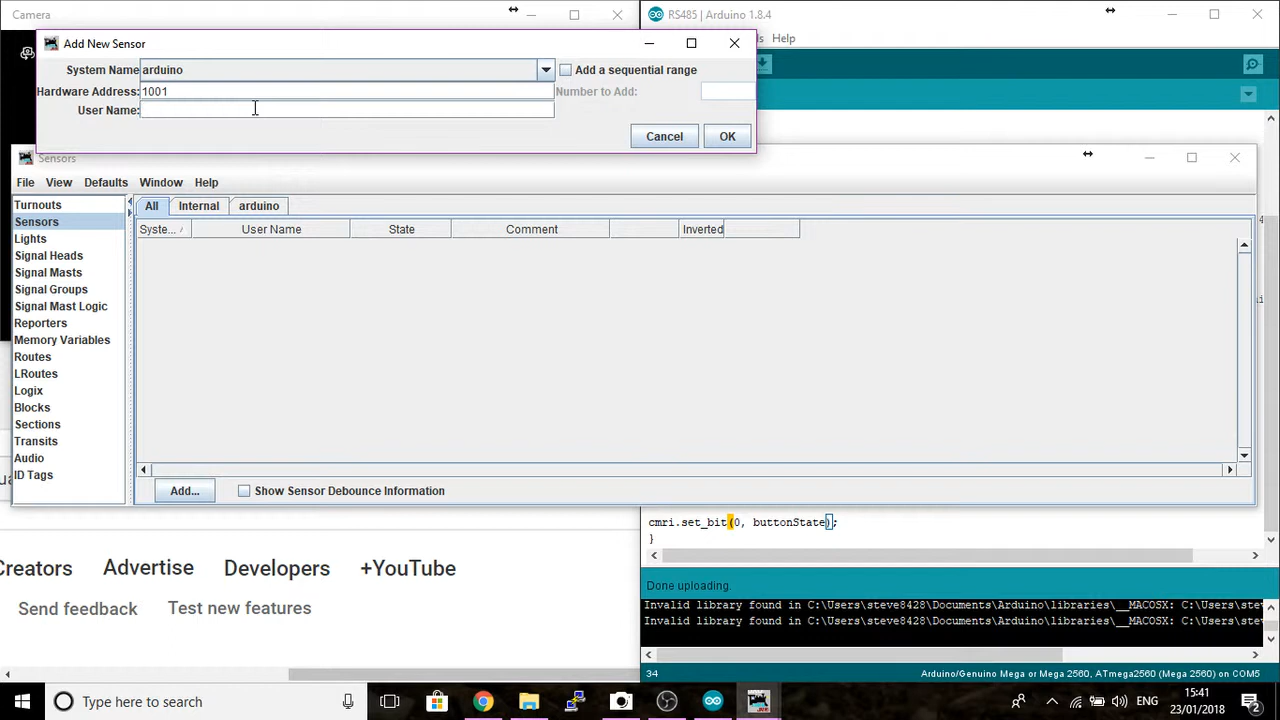 Camera
RS485 | Arduino 1.8.4
Help
Add New Sensor
System Name arduino
Add a sequential range
Hardware Address: 1001
Number to Add:
User Name:
Cancel
OK
Sensors
File View Defaults Window Help
Turnouts
Sensors
Lights
Signal Heads
Signal Masts
Signal Groups
Signal Mast Logic
Reporters
Memory Variables
Routes
LRoutes
Logix
Blocks
Sections
Transits
Audio
ID Tags
All Internal arduino
Syste... User Name State Comment Inverted
Add... Show Sensor Debounce Information
cmri.set_bit(0, buttonState);
}
Done uploading.
Invalid library found in C:\Users\steve8428\Documents\Arduino\libraries\__MACOSX: C:\Users\ste
Invalid library found in C:\Users\steve8428\Documents\Arduino\libraries\__MACOSX: C:\Users\ste
34
Arduino/Genuino Mega or Mega 2560, ATmega2560 (Mega 2560) on COM5
Creators Advertise Developers +YouTube
Send feedback Test new features
Type here to search
ENG
15:41
23/01/2018
2